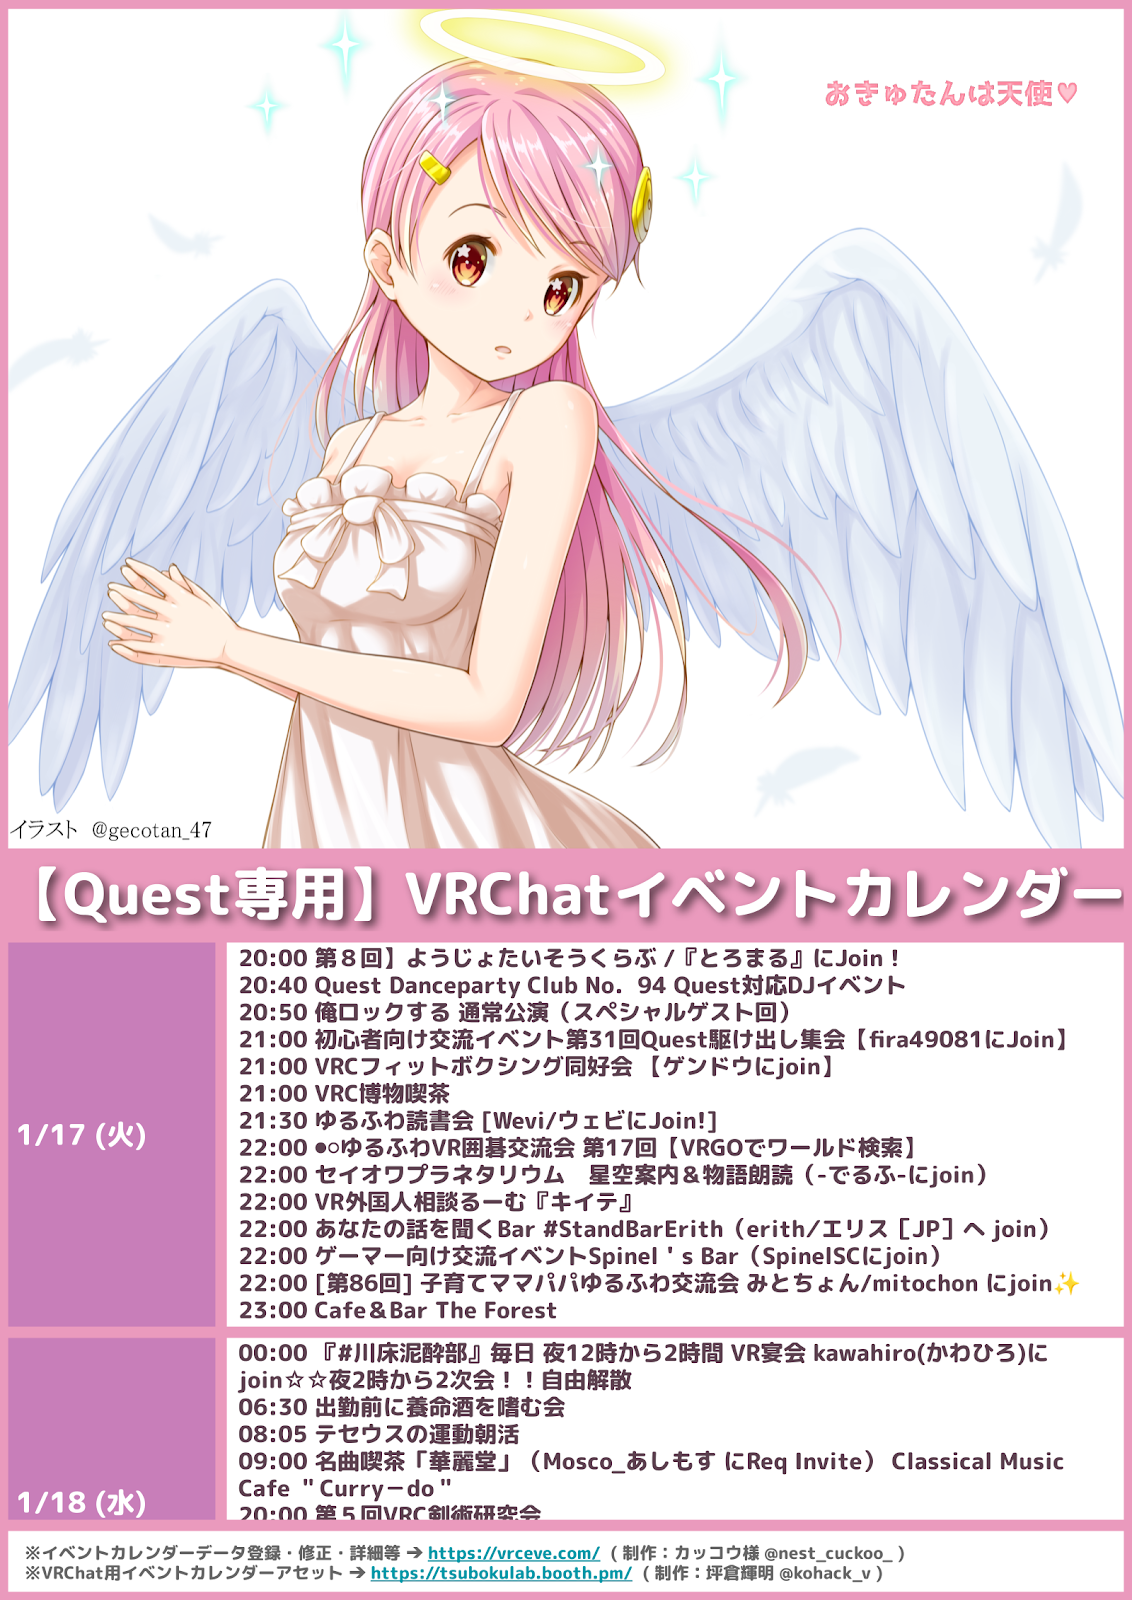 おきゅたんは天使♥
イラスト @gecotan_47
【Quest専用】VRChatイベントカレンダー
1/17 (火)
20:00 第８回】ようじょたいそうくらぶ /『とろまる』にJoin！
20:40 Quest Danceparty Club No．94 Quest対応DJイベント
20:50 俺ロックする 通常公演（スペシャルゲスト回）
21:00 初心者向け交流イベント第31回Quest駆け出し集会【fira49081にJoin】
21:00 VRCフィットボクシング同好会 【ゲンドウにjoin】
21:00 VRC博物喫茶
21:30 ゆるふわ読書会 [Wevi/ウェビにJoin!]
22:00 ●○ゆるふわVR囲碁交流会 第17回【VRGOでワールド検索】
22:00 セイオワプラネタリウム　星空案内＆物語朗読（-でるふ-にjoin）
22:00 VR外国人相談るーむ『キイテ』
22:00 あなたの話を聞くBar #StandBarErith（erith/エリス［JP］へ join）
22:00 ゲーマー向け交流イベントSpinel＇s Bar（SpinelSCにjoin）
22:00 [第86回] 子育てママパパゆるふわ交流会 みとちょん/mitochon にjoin✨
23:00 Cafe＆Bar The Forest
1/18 (水)
00:00 『#川床泥酔部』毎日 夜12時から2時間 VR宴会 kawahiro(かわひろ)に
join☆☆夜2時から2次会！！自由解散
06:30 出勤前に養命酒を嗜む会
08:05 テセウスの運動朝活
09:00 名曲喫茶「華麗堂」（Mosco_あしもす にReq Invite） Classical Music
Cafe ＂Curry－do＂
20:00 第５回VRC剣術研究会
※イベントカレンダーデータ登録・修正・詳細等 ➔ https://vrceve.com/ （制作：カッコウ様 @nest_cuckoo_ ）
※VRChat用イベントカレンダーアセット ➔ https://tsubokulab.booth.pm/ （制作：坪倉輝明 @kohack_v ）